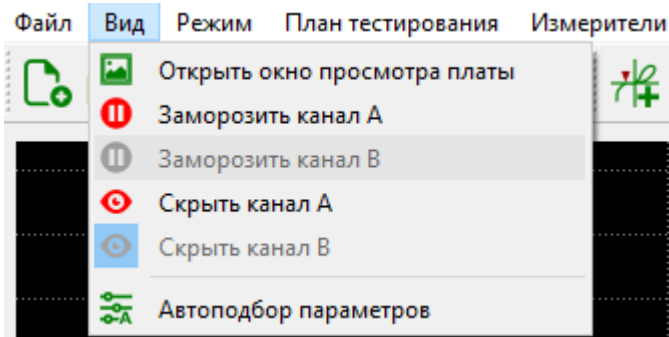 Файл Вид Режим План тестирования Измерители
Открыть окно просмотра платы
Заморозить канал A
Заморозить канал B
Скрыть канал A
Скрыть канал B
Автоподбор параметров